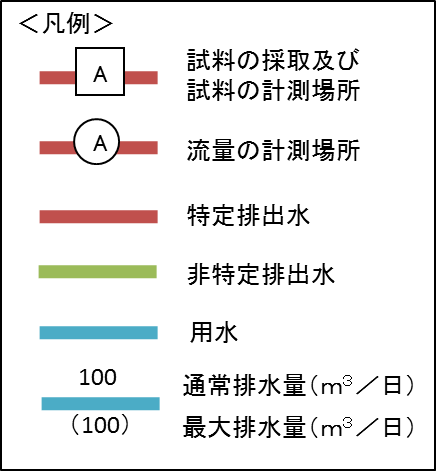 ＜凡例＞
A 試料の採取及び
試料の計測場所
A 流量の計測場所
特定排出水
非特定排出水
用水
100 通常排水量（ｍ³／日）
（100） 最大排水量（ｍ³／日）